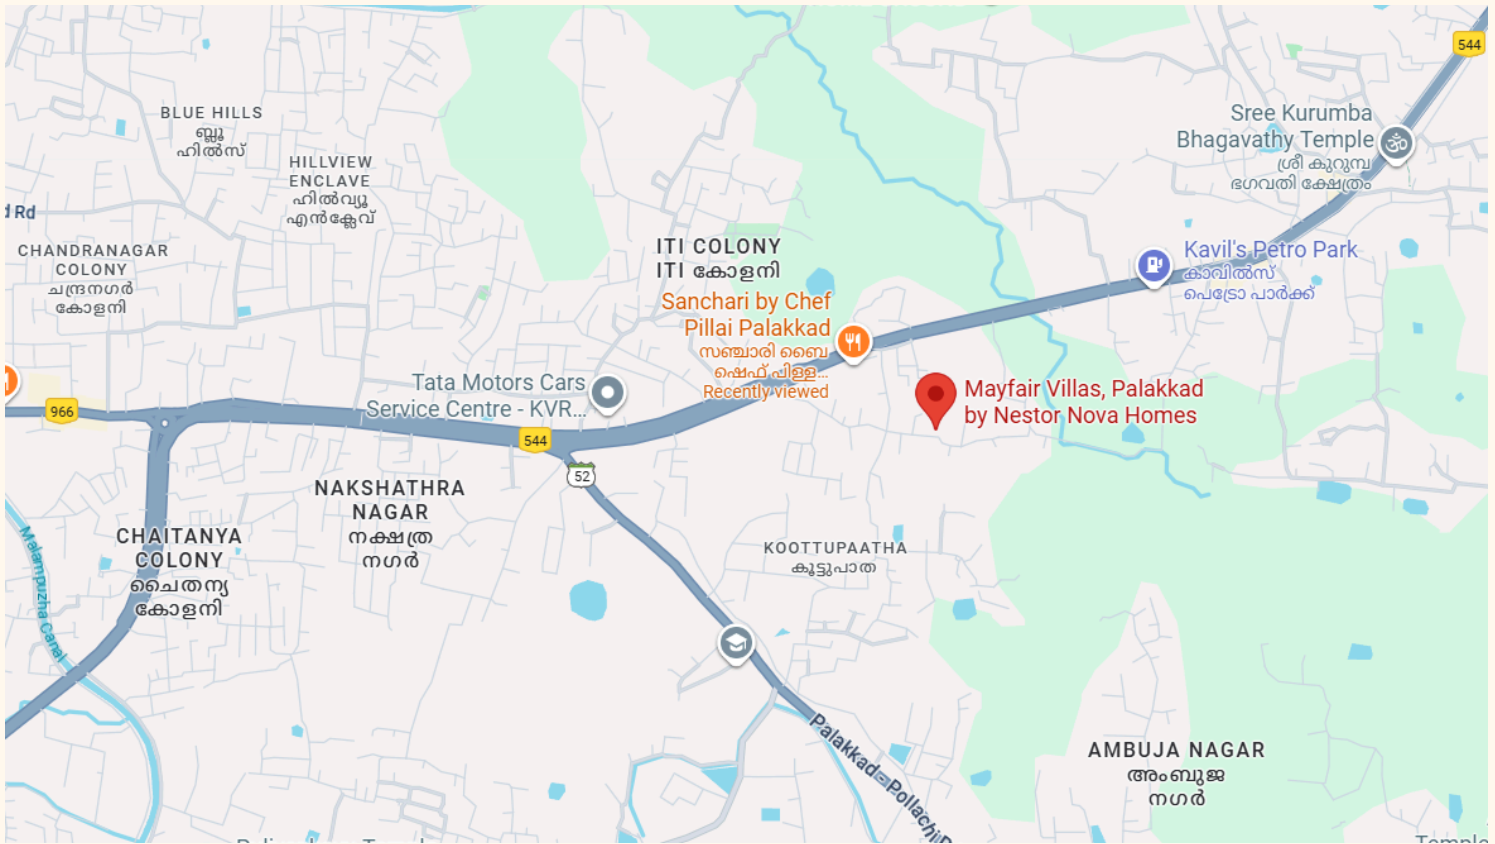 544
BLUE HILLS
ബ്ലൂ
ഹിൽസ്
HILLVIEW
ENCLAVE
ഹിൽവ്യൂ
എൻക്ലേവ്
Sree Kurumba
Bhagavathy Temple
ശ്രീ കുറുമ്പ
ഭഗവതി ക്ഷേത്രം
d Rd
CHANDRANAGAR
COLONY
ചന്ദ്രനഗർ
കോളനി
ITI COLONY
ITI കോളനി
Kavil's Petro Park
കാവിൽസ്
പെട്രോ പാർക്ക്
Sanchari by Chef
Pillai Palakkad
സഞ്ചാരി ബൈ
ഷെഫ് പിള്ള...
Recently viewed
Tata Motors Cars
Service Centre - KVR...
Mayfair Villas, Palakkad
by Nestor Nova Homes
966
544
52
NAKSHATHRA
NAGAR
നക്ഷത്ര
നഗർ
CHAITANYA
COLONY
ചൈതന്യ
കോളനി
Malampuzha Canal
KOOTTUPAATHA
കൂട്ടുപാത
Palakkad - Pollachi
AMBUJA NAGAR
അംബുജ
നഗർ